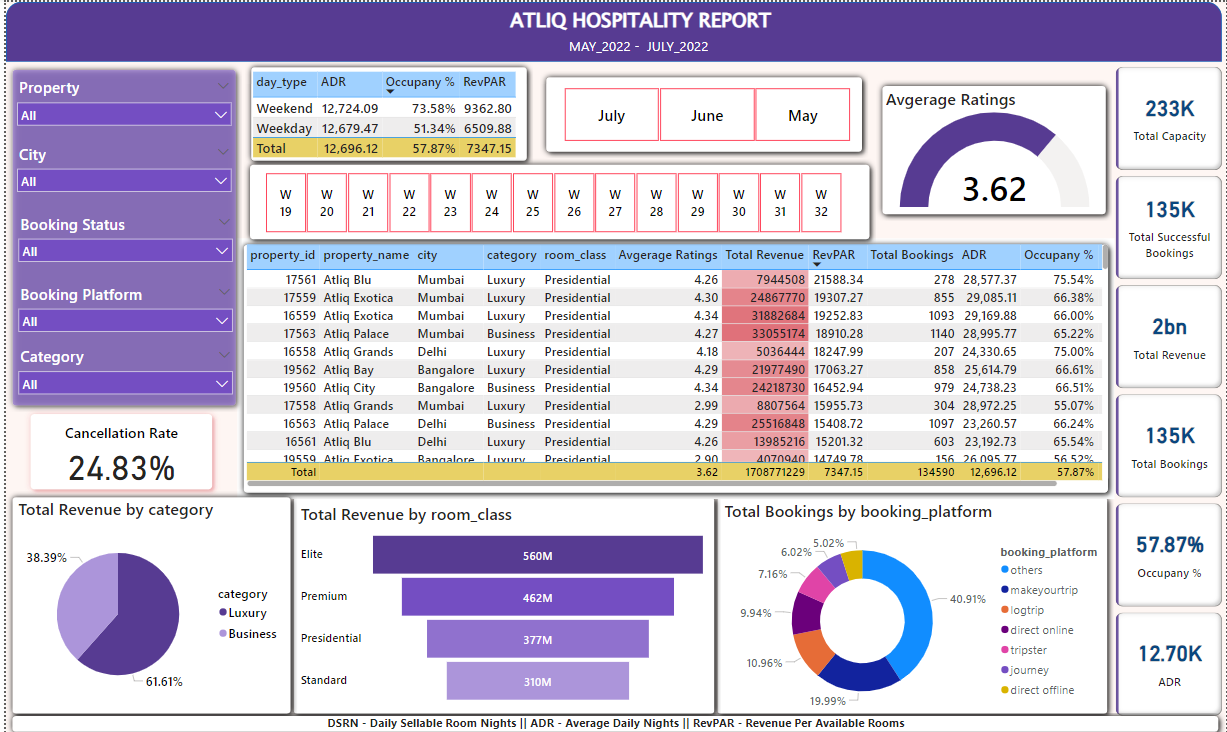 ATLIQ HOSPITALITY REPORT
MAY_2022 - JULY_2022
Property
All
City
All
Booking Status
All
Booking Platform
All
Category
All
Cancellation Rate
24.83%
day_type ADR Occupany % RevPAR
Weekend 12,724.09 73.58% 9362.80
Weekday 12,679.47 51.34% 6509.88
Total 12,696.12 57.87% 7347.15
July June May
W 19 W 20 W 21 W 22 W 23 W 24 W 25 W 26 W 27 W 28 W 29 W 30 W 31 W 32
Avgerage Ratings
3.62
property_id property_name city category room_class Avgerage Ratings Total Revenue RevPAR Total Bookings ADR Occupany %
17561 Atliq Blu Mumbai Luxury Presidential 4.26 7944508 21588.34 278 28,577.37 75.54%
17559 Atliq Exotica Mumbai Luxury Presidential 4.30 24867770 19307.27 855 29,085.11 66.38%
16559 Atliq Exotica Mumbai Luxury Presidential 4.34 31882684 19252.83 1093 29,169.88 66.00%
17563 Atliq Palace Mumbai Business Presidential 4.27 33055174 18910.28 1140 28,995.77 65.22%
16558 Atliq Grands Delhi Luxury Presidential 4.18 5036444 18247.99 207 24,330.65 75.00%
19562 Atliq Bay Bangalore Luxury Presidential 4.29 21977490 17063.27 858 25,614.79 66.61%
19560 Atliq City Bangalore Business Presidential 4.34 24218730 16452.94 979 24,738.23 66.51%
17558 Atliq Grands Mumbai Luxury Presidential 2.99 8807564 15955.73 304 28,972.25 55.07%
16563 Atliq Palace Delhi Business Presidential 4.29 25516848 15408.72 1097 23,260.57 66.24%
16561 Atliq Blu Delhi Luxury Presidential 4.26 13985216 15201.32 603 23,192.73 65.54%
19559 Atliq Exotica Bangalore Luxury Presidential 2.90 4070940 14749.78 156 26,095.77 56.52%
Total 3.62 1708771229 7347.15 134590 12,696.12 57.87%
233K
Total Capacity
135K
Total Successful
Bookings
2bn
Total Revenue
135K
Total Bookings
57.87%
Occupany %
12.70K
ADR
Total Revenue by category
38.39%
61.61%
category
Luxury
Business
Total Revenue by room_class
Elite 560M
Premium 462M
Presidential 377M
Standard 310M
Total Bookings by booking_platform
5.02%
6.02%
7.16%
9.94%
10.96%
19.99%
40.91%
booking_platform
others
makeyourtrip
logtrip
direct online
tripster
journey
direct offline
DSRN - Daily Sellable Room Nights || ADR - Average Daily Nights || RevPAR - Revenue Per Available Rooms